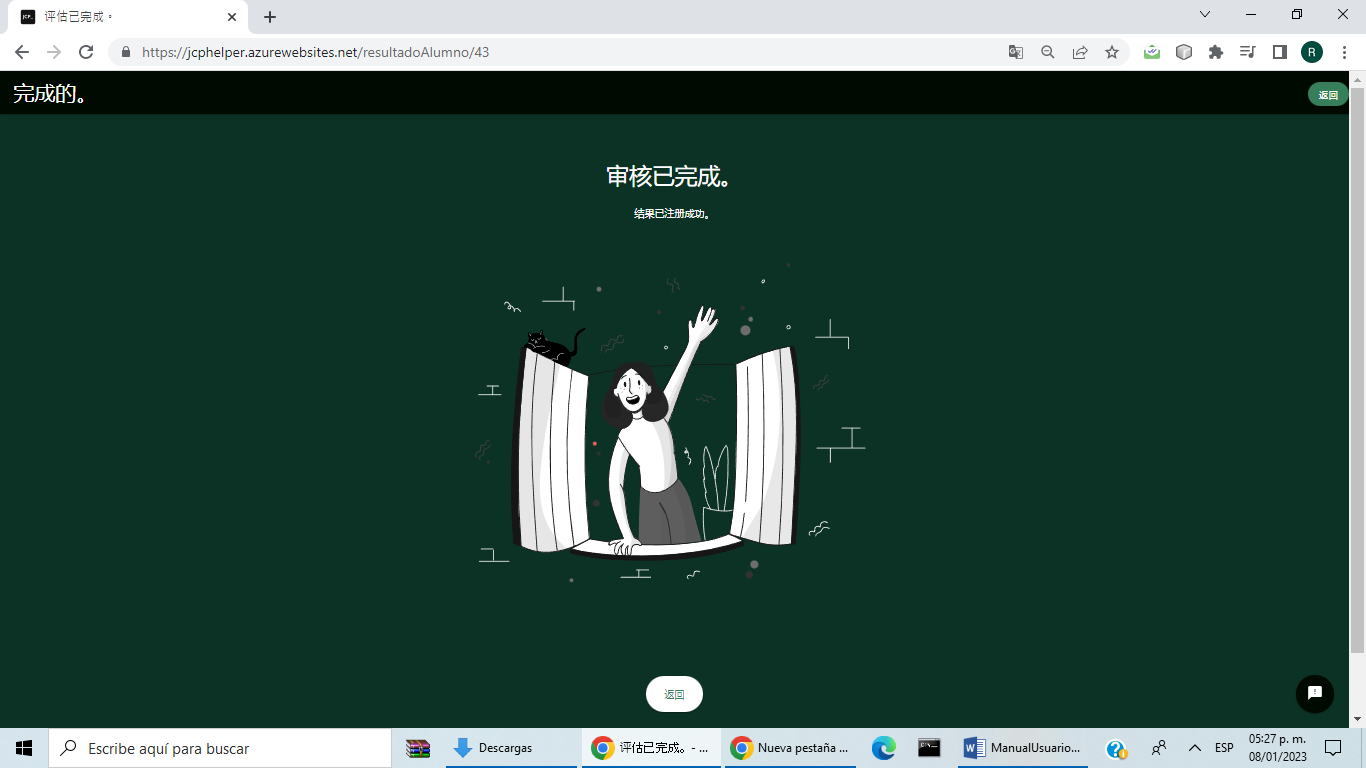 评估已完成。
https://jcphelper.azurewebsites.net/resultadoAlumno/43
R
完成的。
返回
审核已完成。
结果已注册成功。
返回
Escribe aquí para buscar
Descargas
评估已完成。- ...
Nueva pestaña ...
ManualUsuario...
ESP
05:27 p. m.
08/01/2023